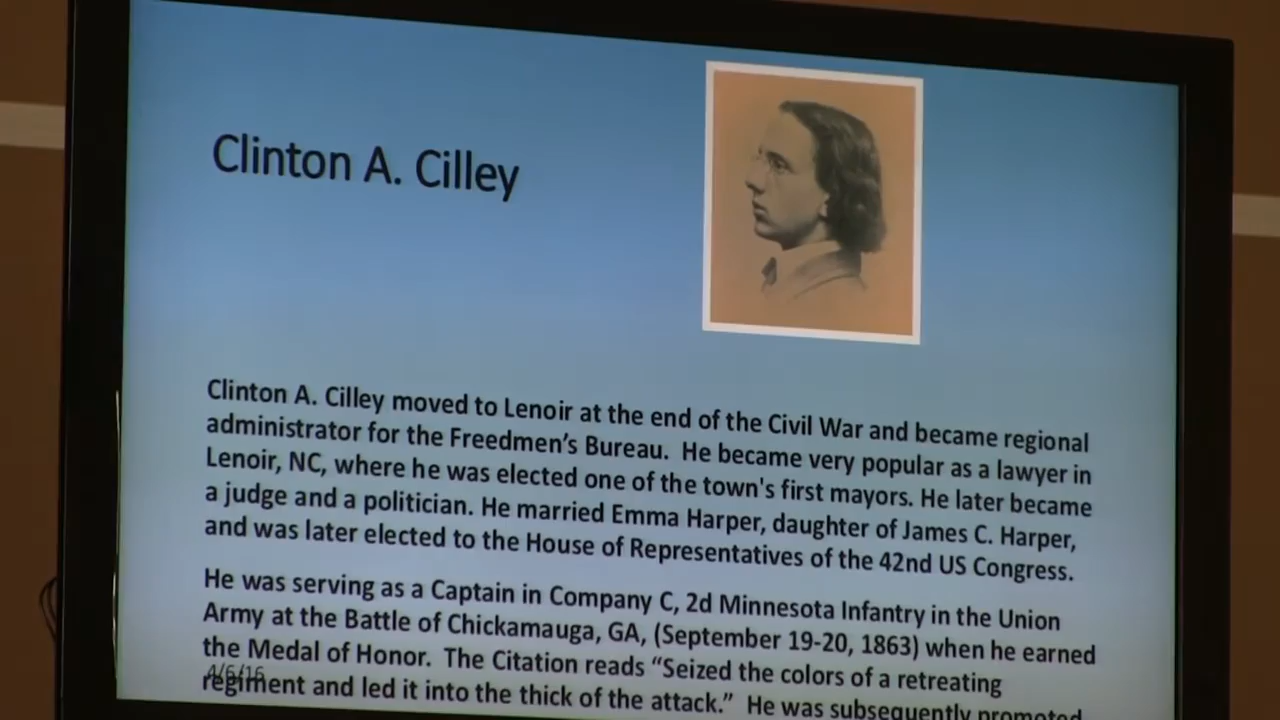 Clinton A. Cilley
Clinton A. Cilley moved to Lenoir at the end of the Civil War and became regional
administrator for the Freedmen's Bureau. He became very popular as a lawyer in
Lenoir, NC, where he was elected one of the town's first mayors. He later became
a judge and a politician. He married Emma Harper, daughter of James C. Harper,
and was later elected to the House of Representatives of the 42nd US Congress.
He was serving as a Captain in Company C, 2d Minnesota Infantry in the Union
Army at the Battle of Chickamauga, GA, (September 19-20, 1863) when he earned
the Medal of Honor. The Citation reads “Seized the colors of a retreating
4/6/16
regiment and led it into the thick of the attack.” He was subsequently promoted